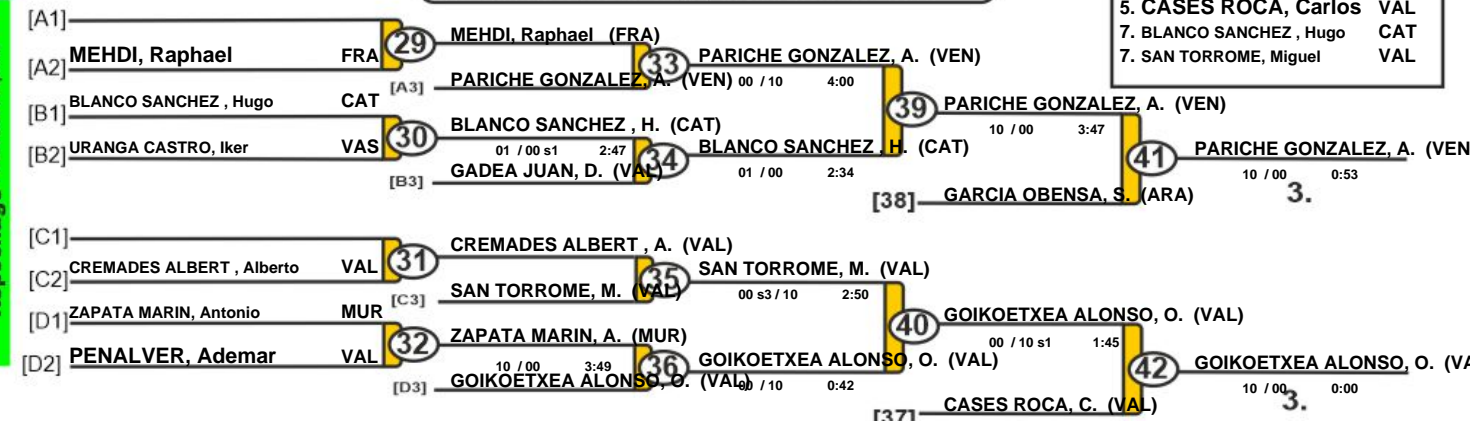 5. CASES ROCA, Carlos VAL
7. BLANCO SANCHEZ , Hugo CAT
7. SAN TORROME, Miguel VAL
[A1]
[A2] MEHDI, Raphael FRA
29
MEHDI, Raphael (FRA)
[A3] PARICHE GONZALEZ, A. (VEN)
33
PARICHE GONZALEZ, A. (VEN)
00 / 10 4:00
[B1] BLANCO SANCHEZ , Hugo CAT
[B2] URANGA CASTRO, Iker VAS
30
BLANCO SANCHEZ , H. (CAT)
01 / 00 s1 2:47
[B3] GADEA JUAN, D. (VAL)
34
BLANCO SANCHEZ , H. (CAT)
01 / 00 2:34
39
PARICHE GONZALEZ, A. (VEN)
10 / 00 3:47
[38] GARCIA OBENSA, S. (ARA)
41
PARICHE GONZALEZ, A. (VEN
10 / 00 0:53
3.
[C1]
[C2] CREMADES ALBERT , Alberto VAL
31
CREMADES ALBERT , A. (VAL)
[C3] SAN TORROME, M. (VAL)
35
SAN TORROME, M. (VAL)
00 s3 / 10 2:50
[D1] ZAPATA MARIN, Antonio MUR
[D2] PENALVER, Ademar VAL
32
ZAPATA MARIN, A. (MUR)
10 / 00 3:49
[D3] GOIKOETXEA ALONSO, O. (VAL)
36
GOIKOETXEA ALONSO, O. (VAL)
00 / 10 0:42
40
GOIKOETXEA ALONSO, O. (VAL)
00 / 10 s1 1:45
[37] CASES ROCA, C. (VAL)
42
GOIKOETXEA ALONSO, O. (VA
10 / 00 0:00
3.